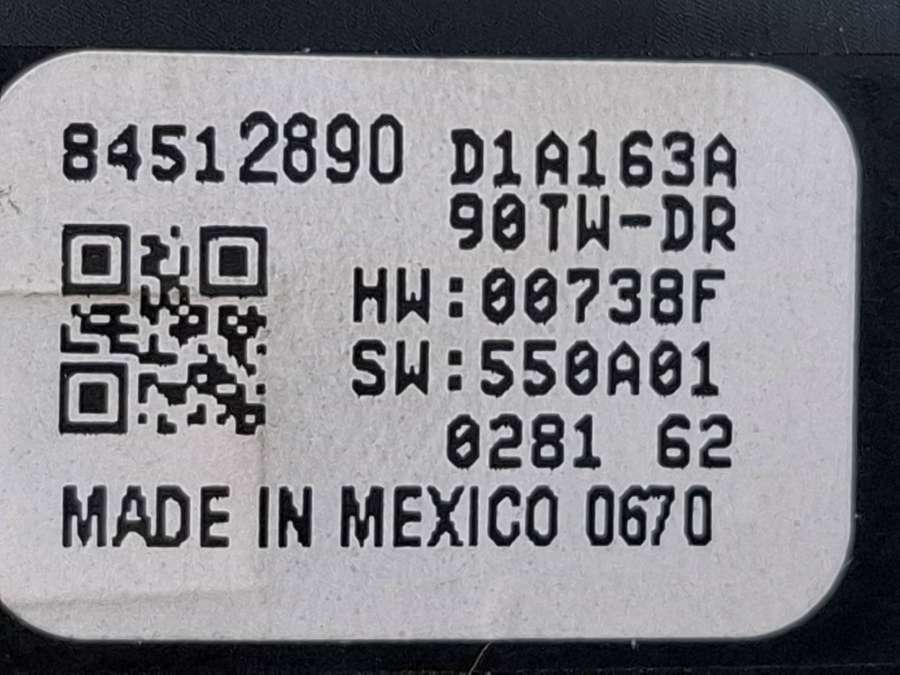 84512890 D1A163A
90TW-DR
HW:00738F
SW:550A01
0281 62
MADE IN MEXICO 0670